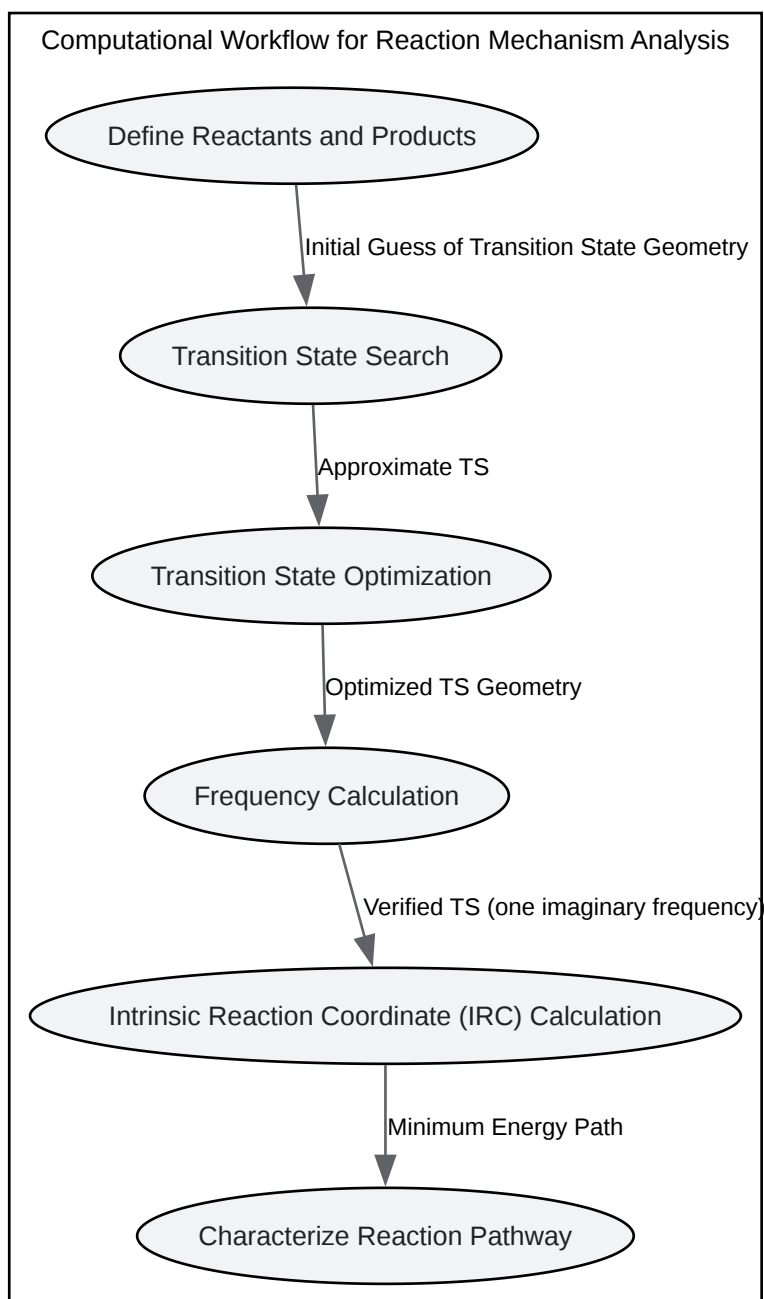 Computational Workflow for Reaction Mechanism Analysis
Define Reactants and Products
Initial Guess of Transition State Geometry
Transition State Search
Approximate TS
Transition State Optimization
Optimized TS Geometry
Frequency Calculation
Verified TS (one imaginary frequency)
Intrinsic Reaction Coordinate (IRC) Calculation
Minimum Energy Path
Characterize Reaction Pathway